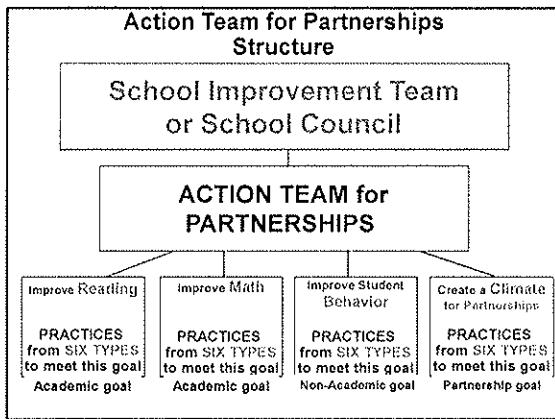 Action Team for Partnerships
Structure
School Improvement Team
or School Council
ACTION TEAM for
PARTNERSHIPS
Improve Reading
PRACTICES
from SIX TYPES
to meet this goal
Academic goal
Improve Math
PRACTICES
from SIX TYPES
to meet this goal
Academic goal
Improve Student
Behavior
PRACTICES
from SIX TYPES
to meet this goal
Non-Academic goal
Create a Climate
for Partnerships
PRACTICES
from SIX TYPES
to meet this goal
Partnership goal